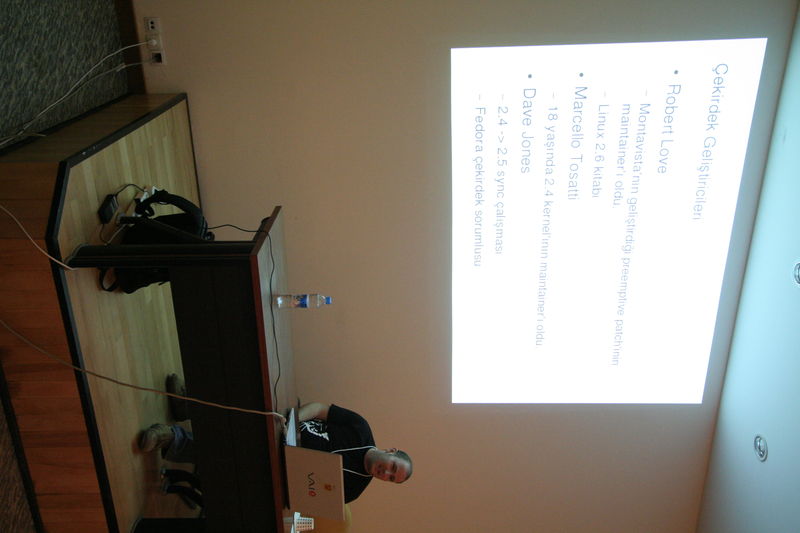 Çekirdek Geliştiricileri
• Robert Love
– Montavista'nın geliştirdiği preemptive patch'inin
maintainer'ı oldu.
– Linux 2.6 kitabı
• Marcello Tosatti
– 18 yaşında 2.4 kernel'inin maintainer'ı oldu.
• Dave Jones
– 2.4 -> 2.5 sync çalışması
– Fedora çekirdek sorumlusu
VAIO